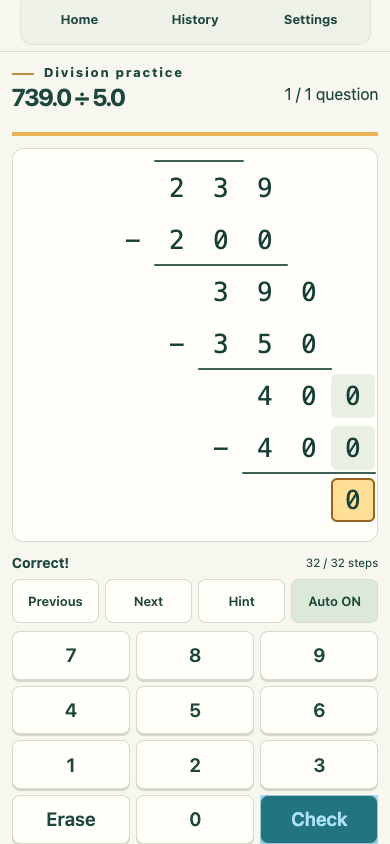 Home History Settings
Division practice
739.0 ÷ 5.0
1 / 1 question
2 3 9
− 2 0 0
3 9 0
− 3 5 0
4 0 0
− 4 0 0
0
Correct!
32 / 32 steps
Previous Next Hint Auto ON
7 8 9
4 5 6
1 2 3
Erase 0 Check